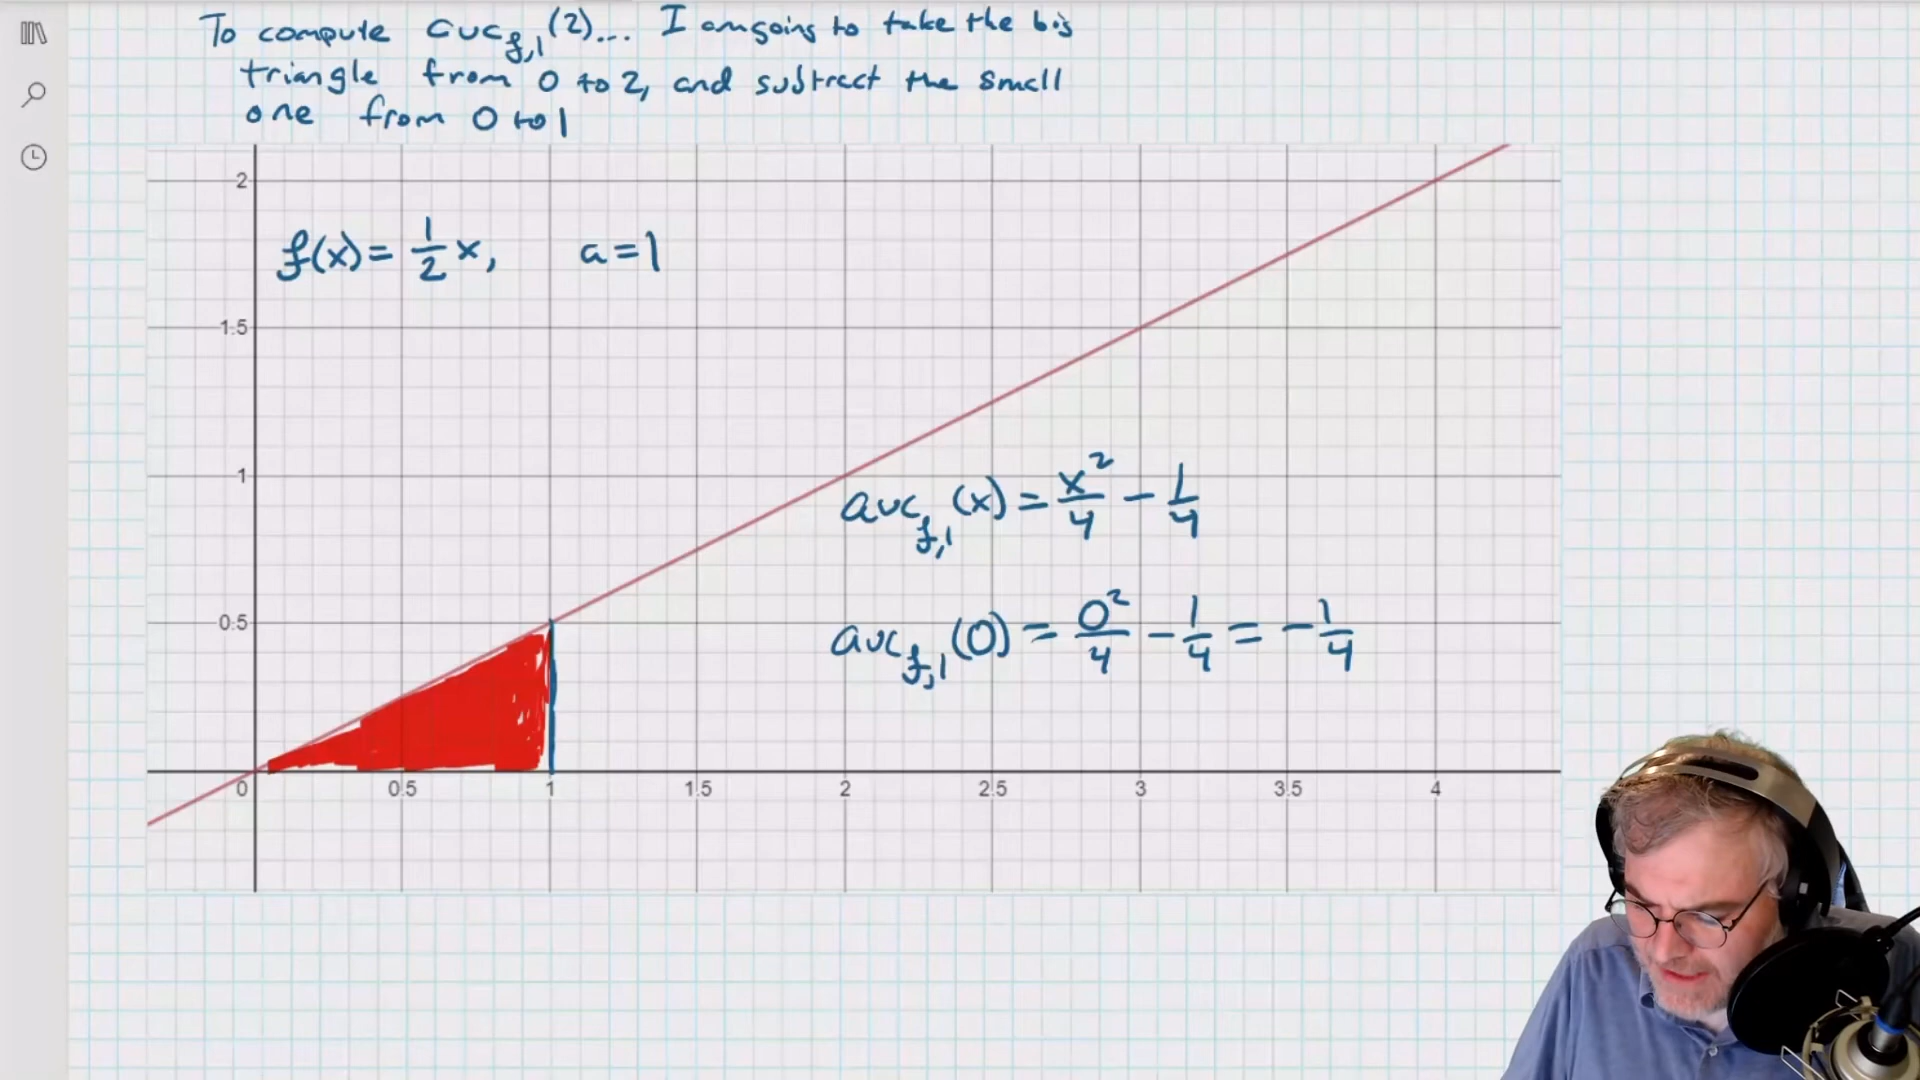 To compute auc_f,1(2)... I am going to take the big
triangle from 0 to 2, and subtract the small
one from 0 to 1
2
f(x) = 1/2 x, a = 1
1.5
1
auc_f,1(x) = x²/4 - 1/4
0.5
auc_f,1(0) = 0²/4 - 1/4 = -1/4
0 0.5 1 1.5 2 2.5 3 3.5 4